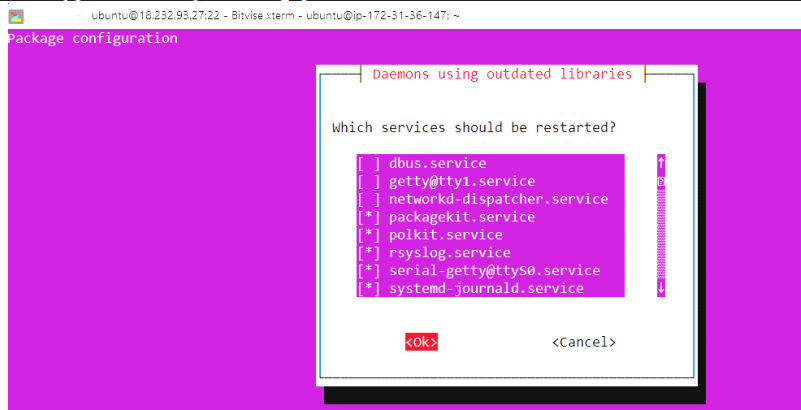 ubuntu@18.232.93.27:22 - Bitvise xterm - ubuntu@ip-172-31-36-147: ~
Package configuration
Daemons using outdated libraries
Which services should be restarted?
[ ] dbus.service
[ ] getty@tty1.service
[ ] networkd-dispatcher.service
[*] packagekit.service
[*] polkit.service
[*] rsyslog.service
[*] serial-getty@ttyS0.service
[*] systemd-journald.service
<Ok> <Cancel>